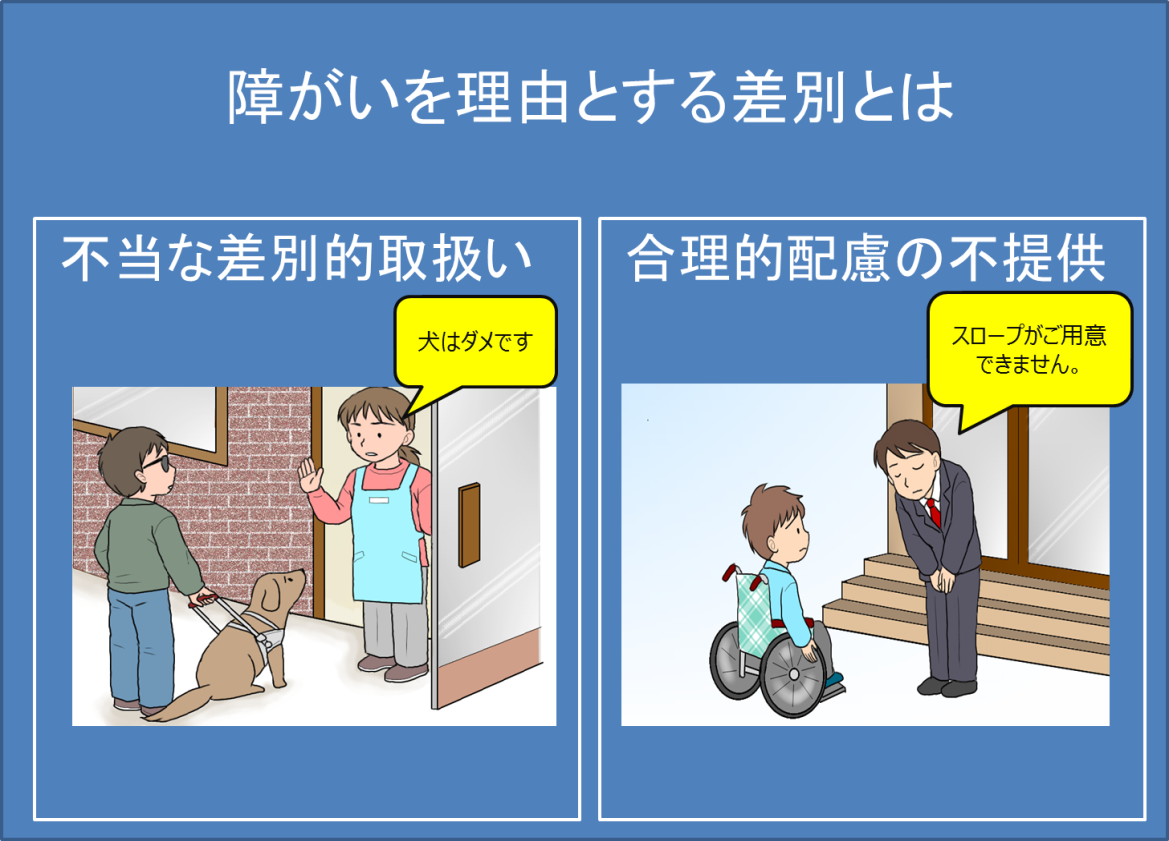 障がいを理由とする差別とは
不当な差別的取扱い
犬はダメです
合理的配慮の不提供
スロープがご用意
できません。